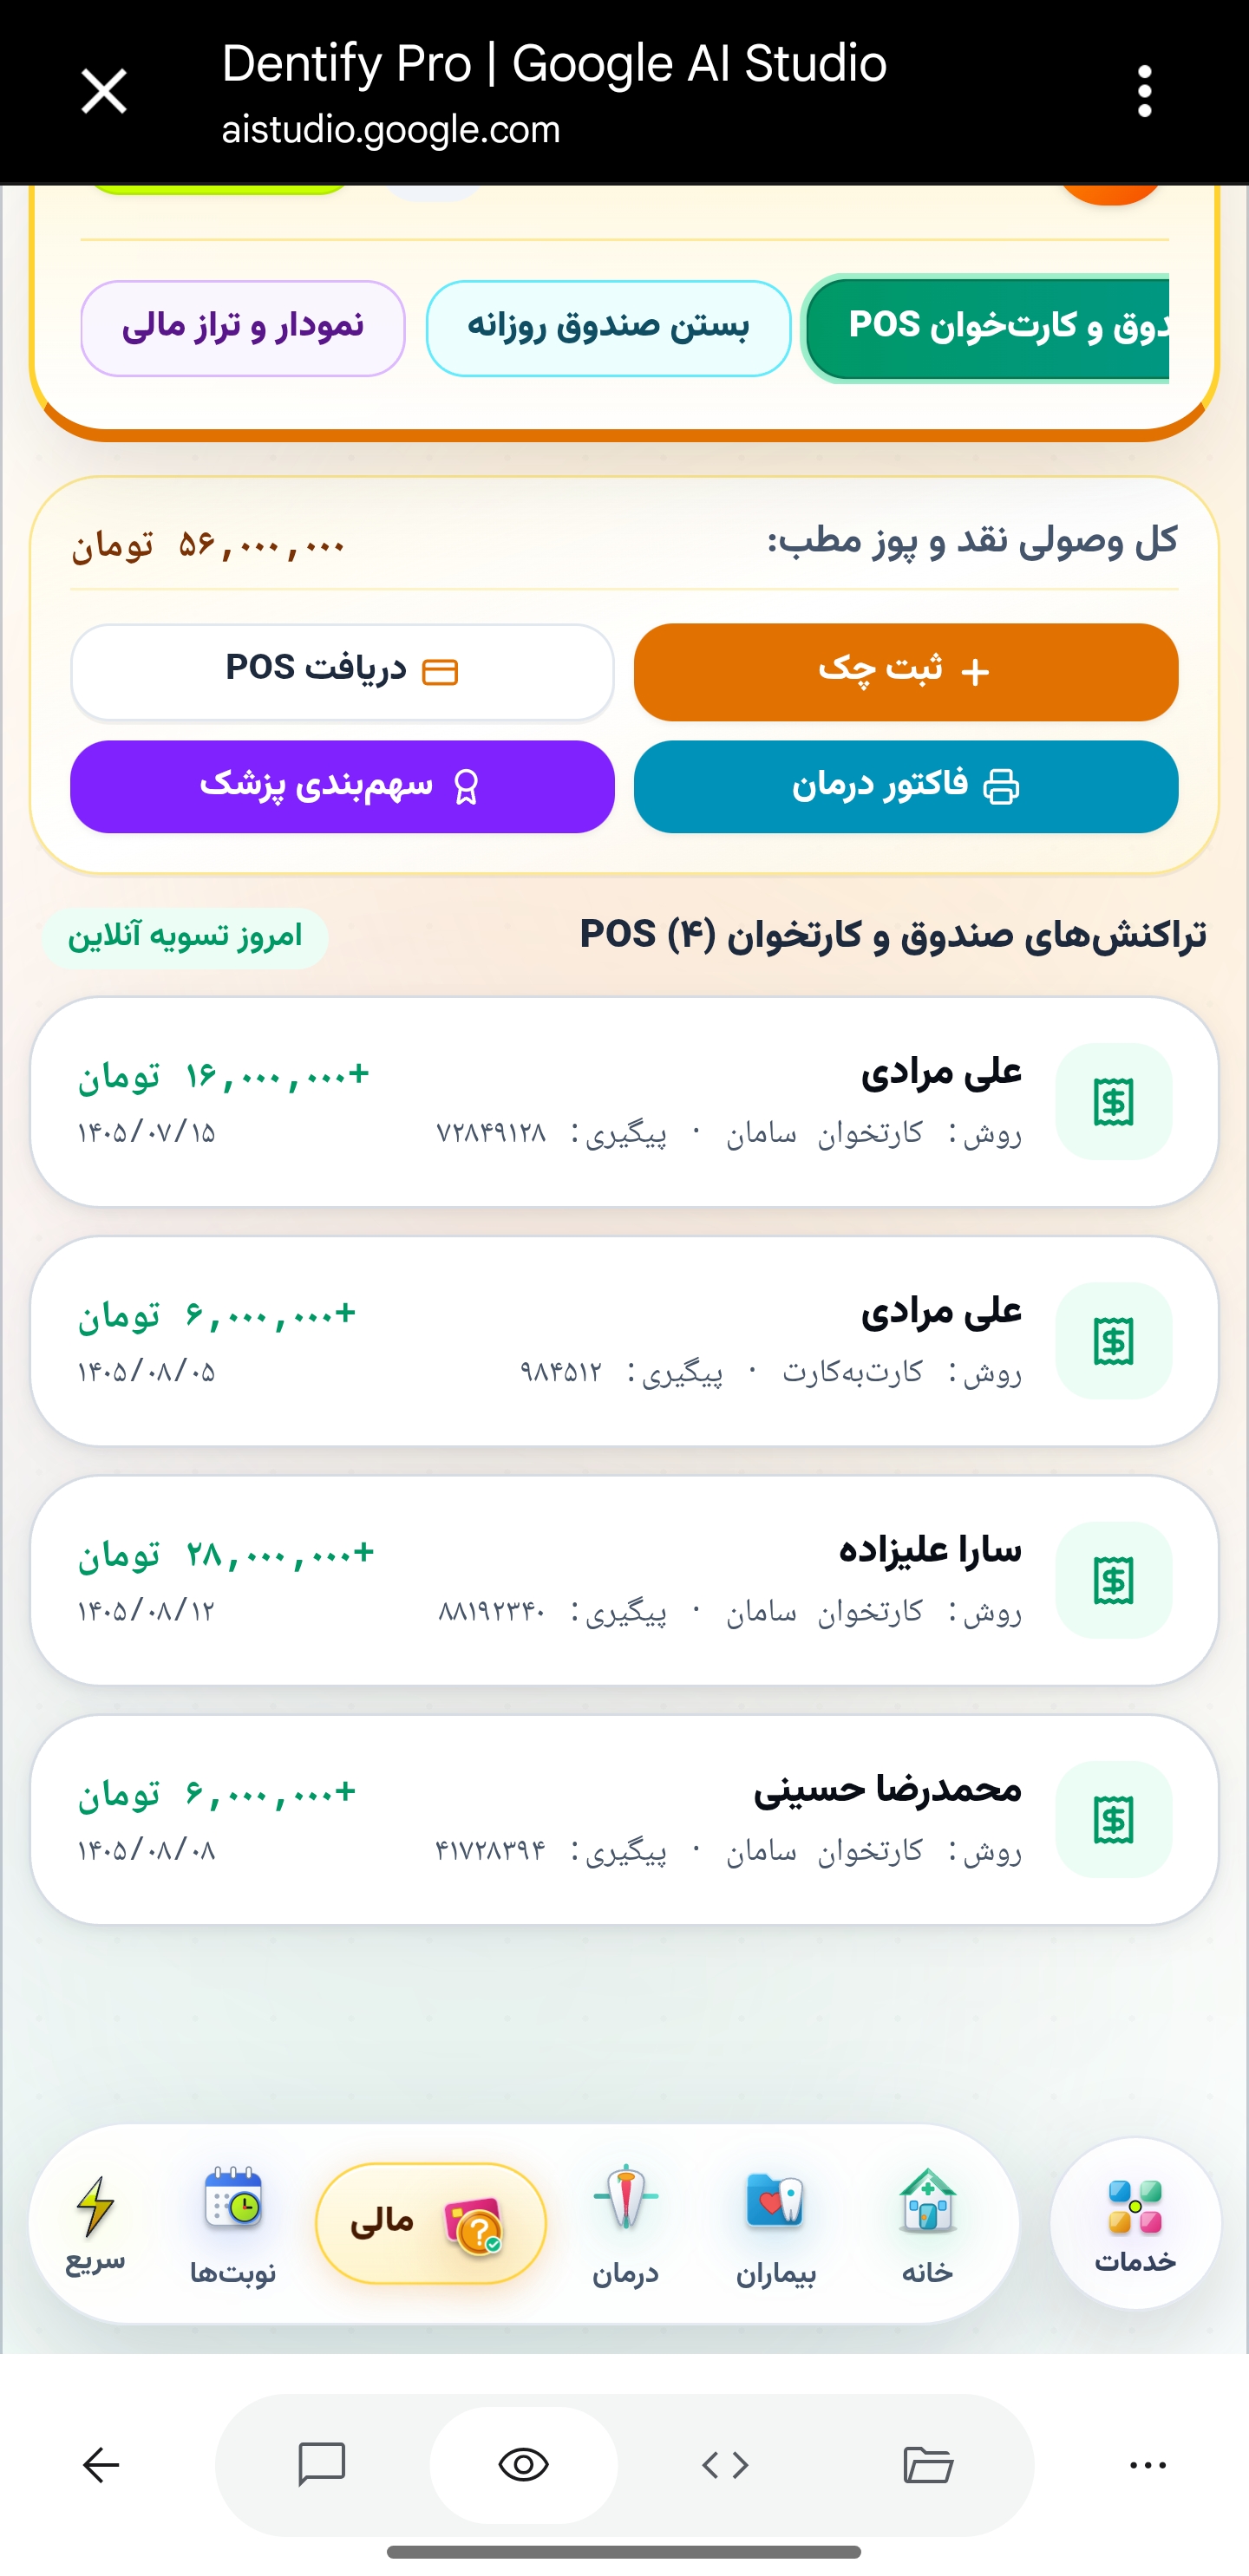 Dentify Pro | Google AI Studio
aistudio.google.com
دوق و کارت‌خوان POS
بستن صندوق روزانه
نمودار و تراز مالی
کل وصولی نقد و پوز مطب:
۵۶,۰۰۰,۰۰۰ تومان
ثبت چک
دریافت POS
فاکتور درمان
سهم‌بندی پزشک
تراکنش‌های صندوق و کارتخوان POS (۴)
امروز تسویه آنلاین
علی مرادی
+۱۶,۰۰۰,۰۰۰ تومان
روش: کارتخوان سامان · پیگیری: ۷۲۸۴۹۱۲۸
۱۴۰۵/۰۷/۱۵
علی مرادی
+۶,۰۰۰,۰۰۰ تومان
روش: کارت‌به‌کارت · پیگیری: ۹۸۴۵۱۲
۱۴۰۵/۰۸/۰۵
سارا علیزاده
+۲۸,۰۰۰,۰۰۰ تومان
روش: کارتخوان سامان · پیگیری: ۸۸۱۹۲۳۴۰
۱۴۰۵/۰۸/۱۲
محمدرضا حسینی
+۶,۰۰۰,۰۰۰ تومان
روش: کارتخوان سامان · پیگیری: ۴۱۷۲۸۳۹۴
۱۴۰۵/۰۸/۰۸
خدمات
خانه
بیماران
درمان
مالی
نوبت‌ها
سریع